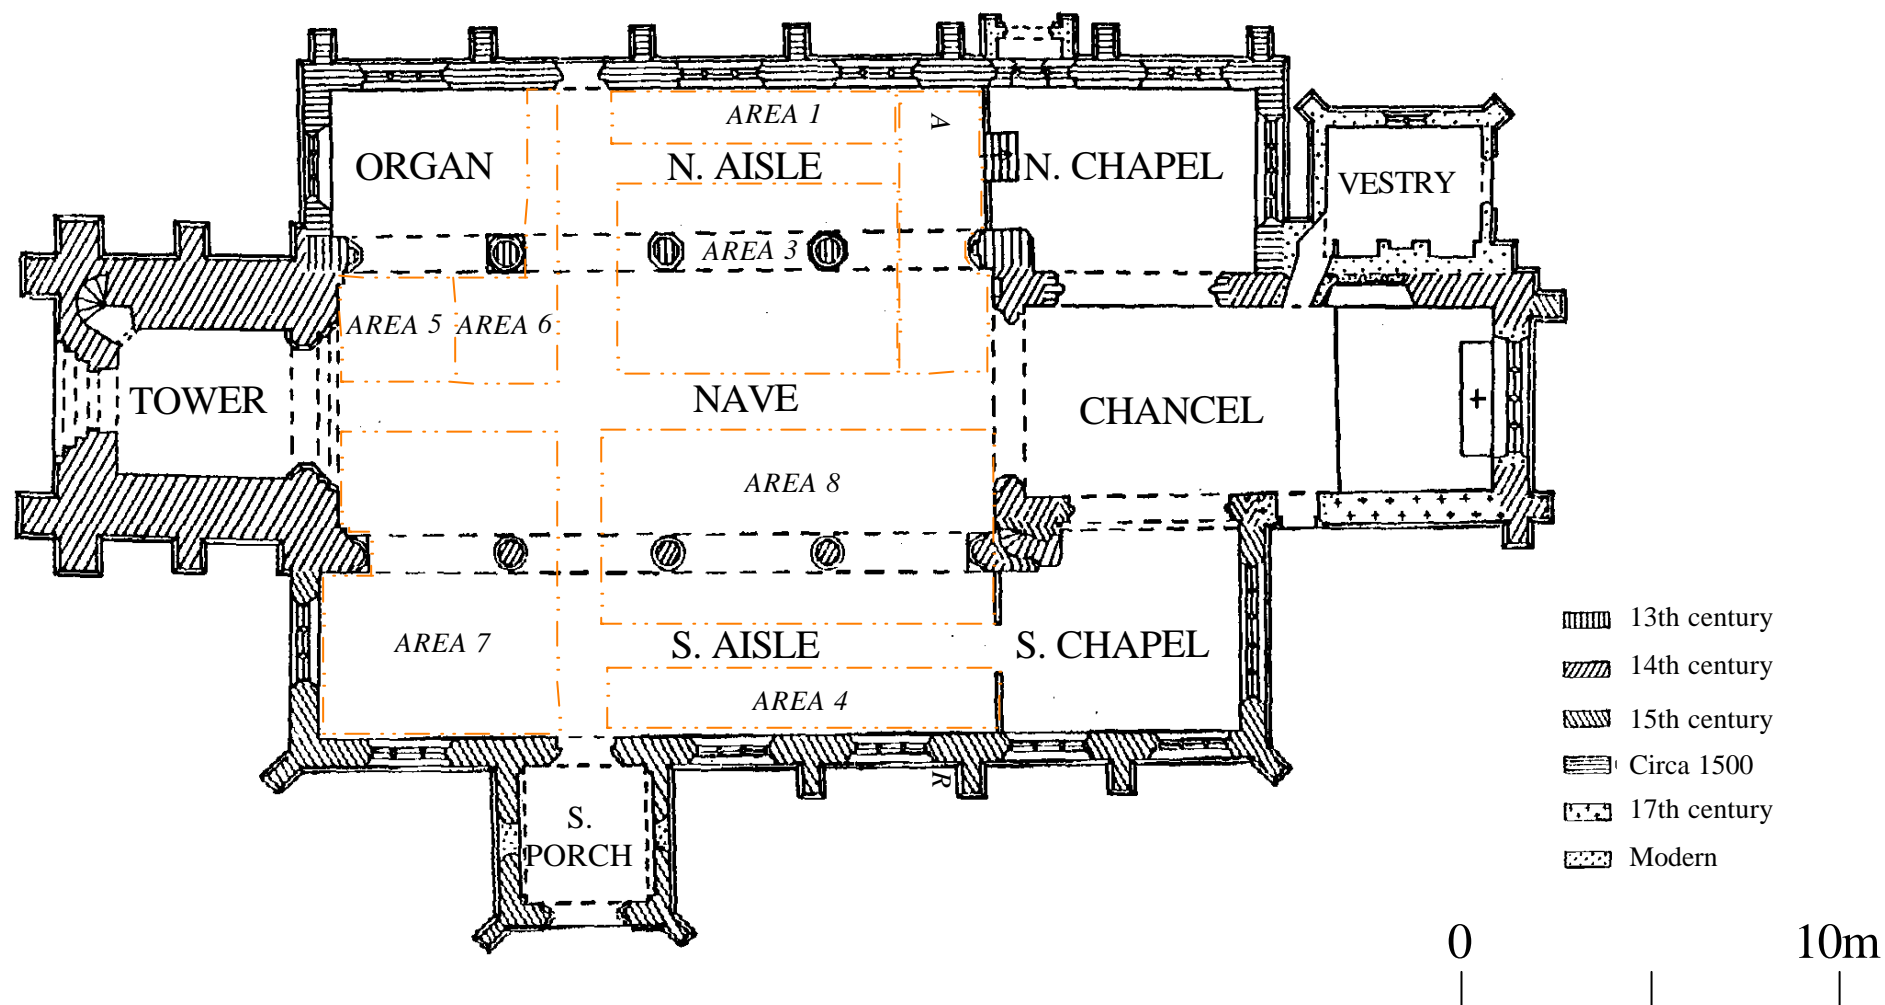 AREA 1
A
ORGAN
N. AISLE
N. CHAPEL
VESTRY
AREA 3
AREA 5
AREA 6
TOWER
NAVE
CHANCEL
AREA 8
AREA 7
S. AISLE
S. CHAPEL
AREA 4
R
S.
PORCH
13th century
14th century
15th century
Circa 1500
17th century
Modern
0
10m